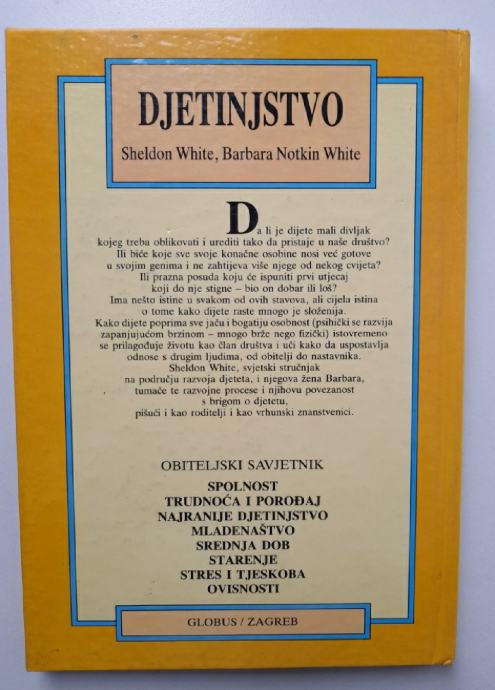 DJETINJSTVO
Sheldon White, Barbara Notkin White
Da li je dijete mali divljak
kojeg treba oblikovati i urediti tako da pristaje u naše društvo?
Ili biće koje sve svoje konačne osobine nosi već gotove
u svojim genima i ne zahtijeva više njege od nekog cvijeta?
Ili prazna posuda koju će ispuniti prvi utjecaj
koji do nje stigne – bio on dobar ili loš?
Ima nešto istine u svakom od ovih stavova, ali cijela istina
o tome kako dijete raste mnogo je složenija.
Kako dijete poprima sve jaču i bogatiju osobnost (psihički se razvija
zapanjujućom brzinom – mnogo brže nego fizički) istovremeno
se prilagođuje životu kao član društva i uči kako da uspostavlja
odnose s drugim ljudima, od obitelji do nastavnika.
Sheldon White, svjetski stručnjak
na području razvoja djeteta, i njegova žena Barbara,
tumače te razvojne procese i njihovu povezanost
s brigom o djetetu,
pišući i kao roditelji i kao vrhunski znanstvenici.
OBITELJSKI SAVJETNIK
SPOLNOST
TRUDNOĆA I POROĐAJ
NAJRANIJE DJETINJSTVO
MLADENAŠTVO
SREDNJA DOB
STARENJE
STRES I TJESKOBA
OVISNOSTI
GLOBUS / ZAGREB